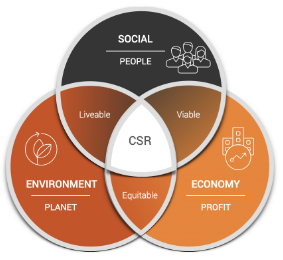 SOCIAL
PEOPLE
Liveable
Viable
CSR
ENVIRONMENT
PLANET
Equitable
ECONOMY
PROFIT